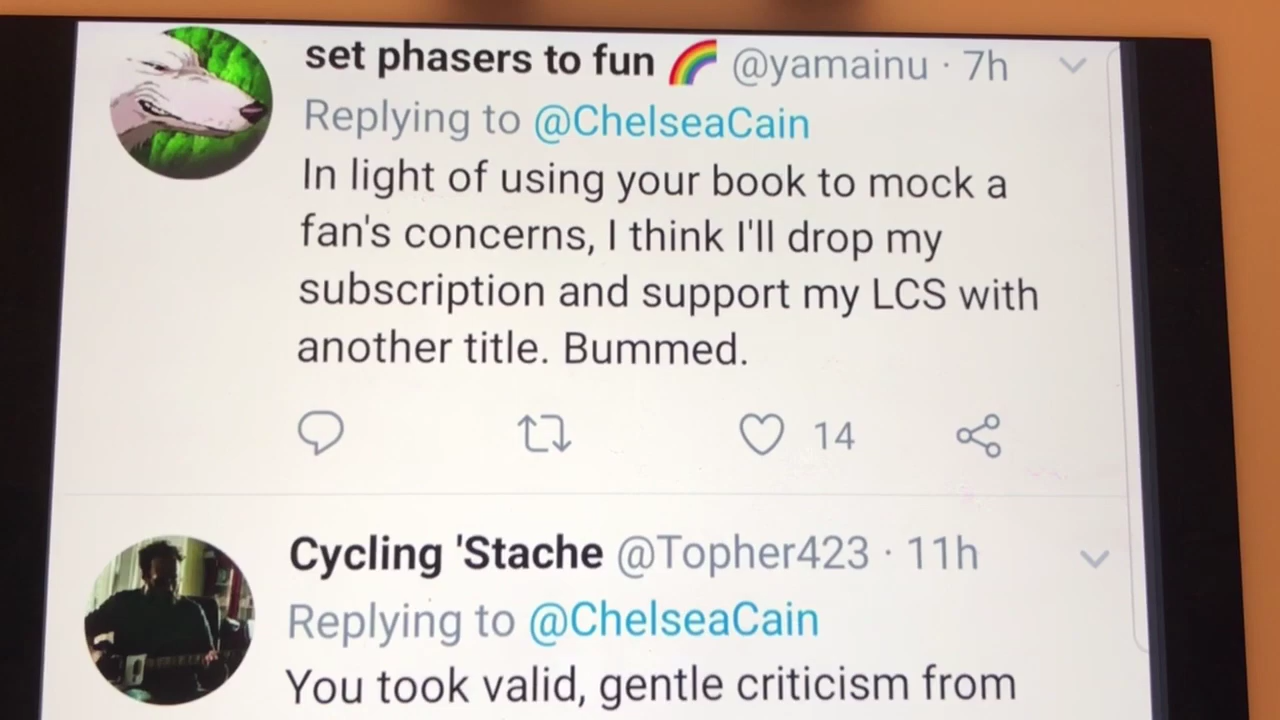 set phasers to fun 🌈 @yamainu · 7h
Replying to @ChelseaCain
In light of using your book to mock a
fan's concerns, I think I'll drop my
subscription and support my LCS with
another title. Bummed.
14
Cycling 'Stache @Topher423 · 11h
Replying to @ChelseaCain
You took valid, gentle criticism from